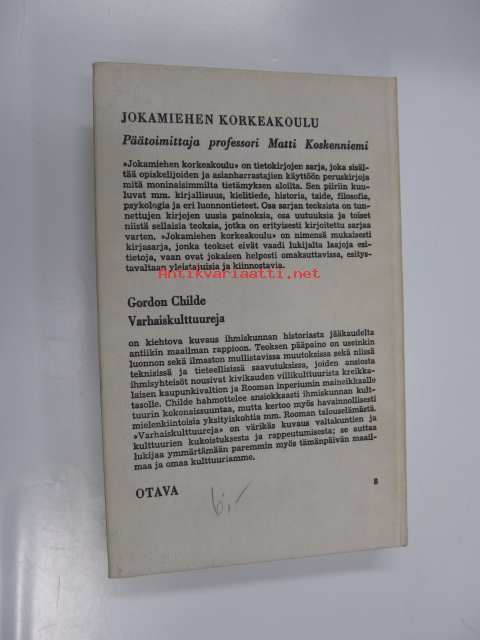 JOKAMIEHEN KORKEAKOULU
Päätoimittaja professori Matti Koskenniemi
»Jokamiehen korkeakoulu» on tietokirjojen sarja, joka sisäl-
tää opiskelijoiden ja asianharrastajien käyttöön peruskirjoja
mitä moninaisimmilta tietämyksen aloilta. Sen piiriin kuu-
luvat mm. kirjallisuus, kielitiede, historia, taide, filosofia,
psykologia ja eri luonnontieteet. Osa sarjan teoksista on tun-
nettujen kirjojen uusia painoksia, osa uutuuksia ja toiset
niistä sellaisia teoksia, jotka on erityisesti kirjoitettu sarjaa
varten. »Jokamiehen korkeakoulu» on nimensä mukaisesti
kirjasarja, jonka teokset eivät vaadi lukijalta laajoja esi-
tietoja, vaan ovat jokaisen helposti omaksuttavissa, esitys-
tavaltaan yleistajuisia ja kiinnostavia.
Antikvariaatti.net
Gordon Childe
Varhaiskulttuureja
on kiehtova kuvaus ihmiskunnan historiasta jääkaudelta
antiikin maailman rappioon. Teoksen pääpaino on useinkin
luonnon sekä ilmaston mullistavissa muutoksissa sekä niissä
teknisissä ja tieteellisissä saavutuksissa, joiden ansiosta
ihmisyhteisöt nousivat kivikauden villikulttuurista kreikka-
laisen kaupunkivaltion ja Rooman inperiumin maineikkaalle
tasolle. Childe hahmottelee ansiokkaasti ihmiskunnan kult-
tuurin kokonaissuuntaa, mutta kertoo myös havainnollisesti
mielenkiintoisia yksityiskohtia mm. Rooman talouselämästä.
»Varhaiskulttuureja» on värikäs kuvaus valtakuntien ja
kulttuurien kukoistuksesta ja rappeutumisesta; se auttaa
lukijaa ymmärtämään paremmin myös tämänpäivän maail-
maa ja omaa kulttuuriamme.
OTAVA
6,-
8